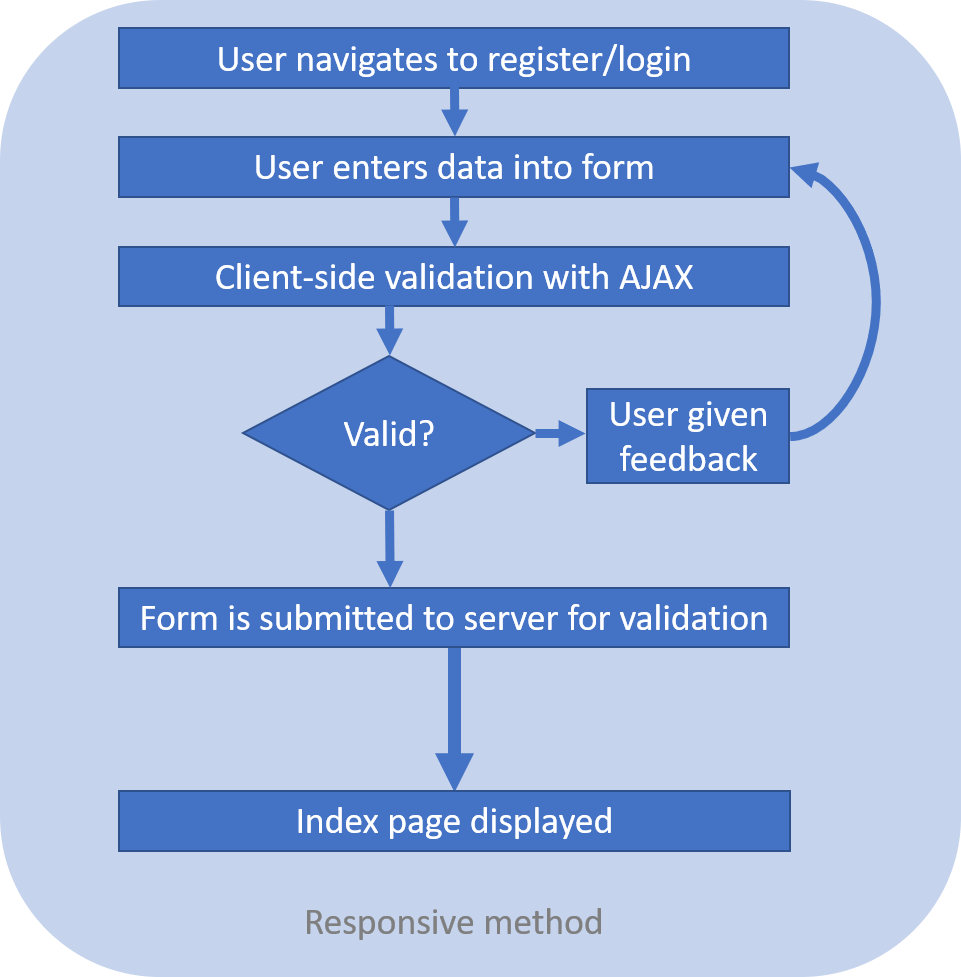 User navigates to register/login
User enters data into form
Client-side validation with AJAX
Valid?
User given
feedback
Form is submitted to server for validation
Index page displayed
Responsive method